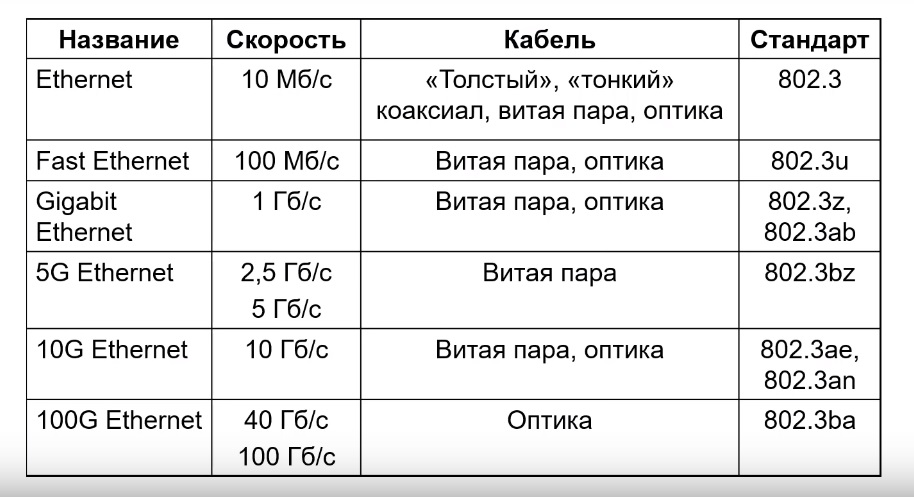 Название Скорость Кабель Стандарт
Ethernet 10 Мб/с «Толстый», «тонкий» 802.3
коаксиал, витая пара, оптика
Fast Ethernet 100 Мб/с Витая пара, оптика 802.3u
Gigabit 1 Гб/с Витая пара, оптика 802.3z,
Ethernet 802.3ab
5G Ethernet 2,5 Гб/с Витая пара 802.3bz
5 Гб/с
10G Ethernet 10 Гб/с Витая пара, оптика 802.3ae,
802.3an
100G Ethernet 40 Гб/с Оптика 802.3ba
100 Гб/с